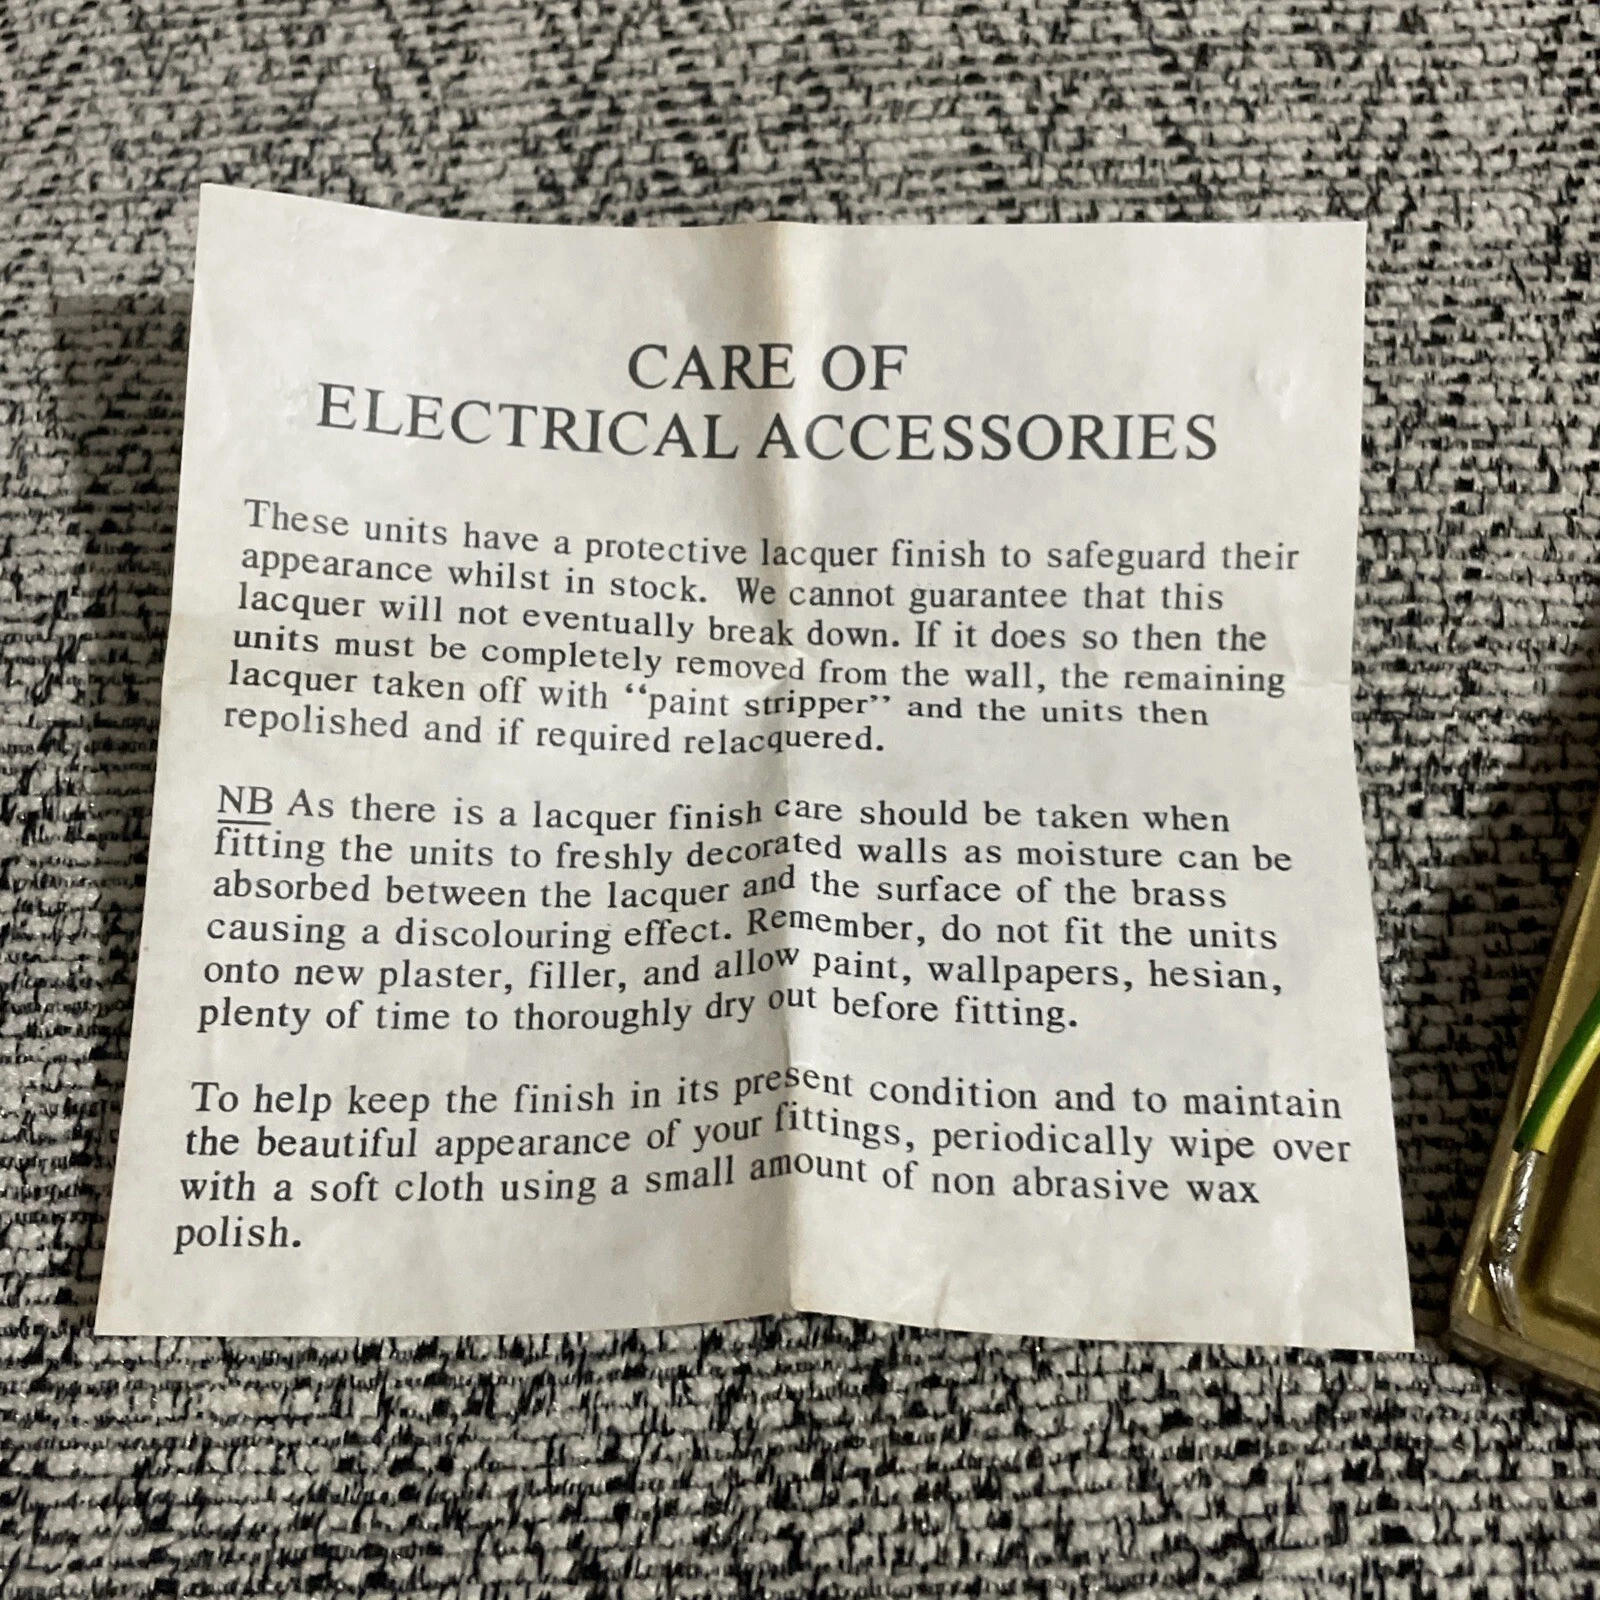 CARE OF
ELECTRICAL ACCESSORIES
These units have a protective lacquer finish to safeguard their
appearance whilst in stock. We cannot guarantee that this
lacquer will not eventually break down. If it does so then the
units must be completely removed from the wall, the remaining
lacquer taken off with “paint stripper” and the units then
repolished and if required relacquered.
NB As there is a lacquer finish care should be taken when
fitting the units to freshly decorated walls as moisture can be
absorbed between the lacquer and the surface of the brass
causing a discolouring effect. Remember, do not fit the units
onto new plaster, filler, and allow paint, wallpapers, hesian,
plenty of time to thoroughly dry out before fitting.
To help keep the finish in its present condition and to maintain
the beautiful appearance of your fittings, periodically wipe over
with a soft cloth using a small amount of non abrasive wax
polish.